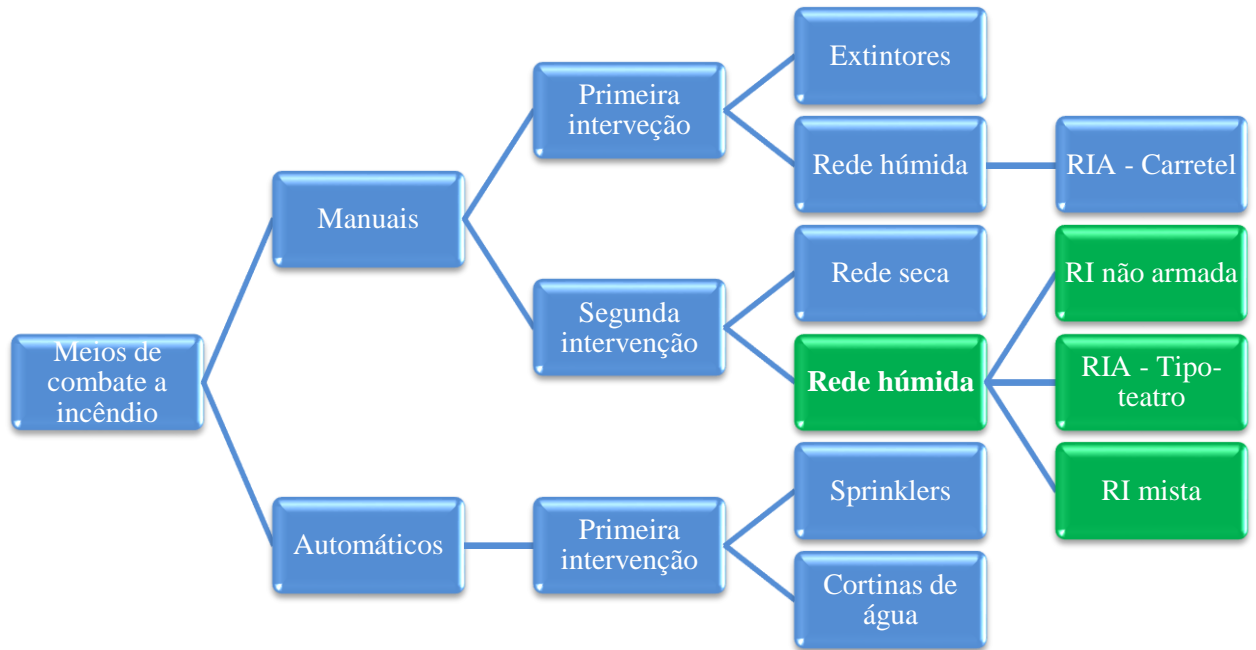 Meios de
combate a
incêndio
Manuais
Primeira
interveção
Extintores
Rede húmida
RIA - Carretel
Segunda
intervenção
Rede seca
Rede húmida
RI não armada
RIA - Tipo-
teatro
RI mista
Automáticos
Primeira
intervenção
Sprinklers
Cortinas de
água